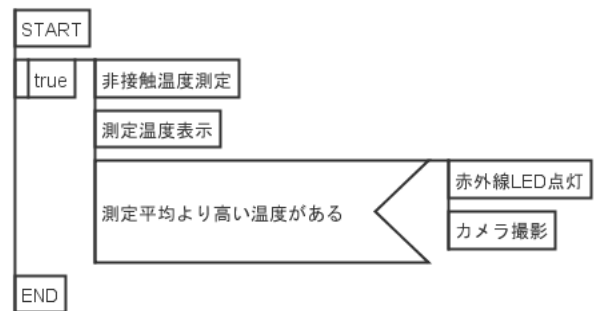 START
true
非接触温度測定
測定温度表示
測定平均より高い温度がある
赤外線LED点灯
カメラ撮影
END